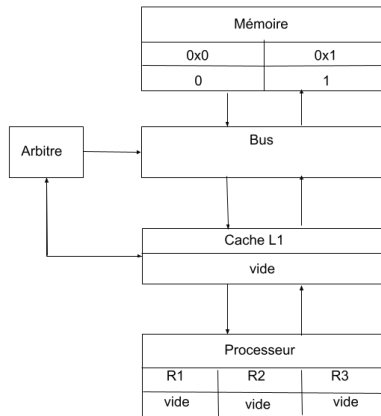 Mémoire
0x0 0x1
0 1
Bus
Arbitre
Cache L1
vide
Processeur
R1 R2 R3
vide vide vide